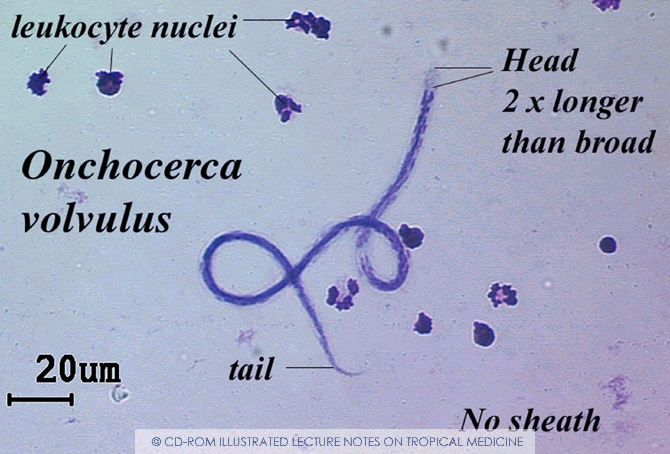 leukocyte nuclei
Head
2 x longer
than broad
Onchocerca
volvulus
tail
20um
No sheath
© CD-ROM ILLUSTRATED LECTURE NOTES ON TROPICAL MEDICINE